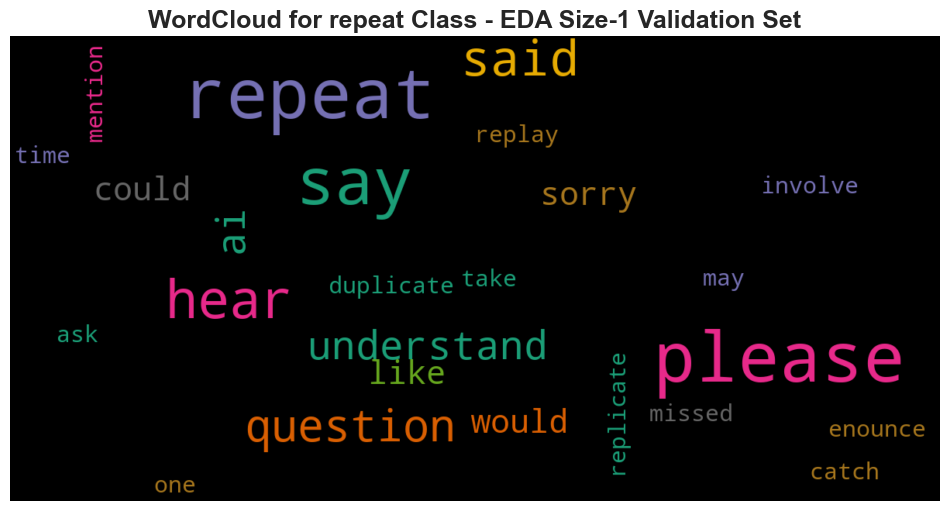 WordCloud for repeat Class - EDA Size-1 Validation Set
mention
repeat
said
replay
time
could
say
sorry
involve
ai
hear
duplicate
take
may
ask
understand
like
please
replicate
missed
question
would
enounce
catch
one